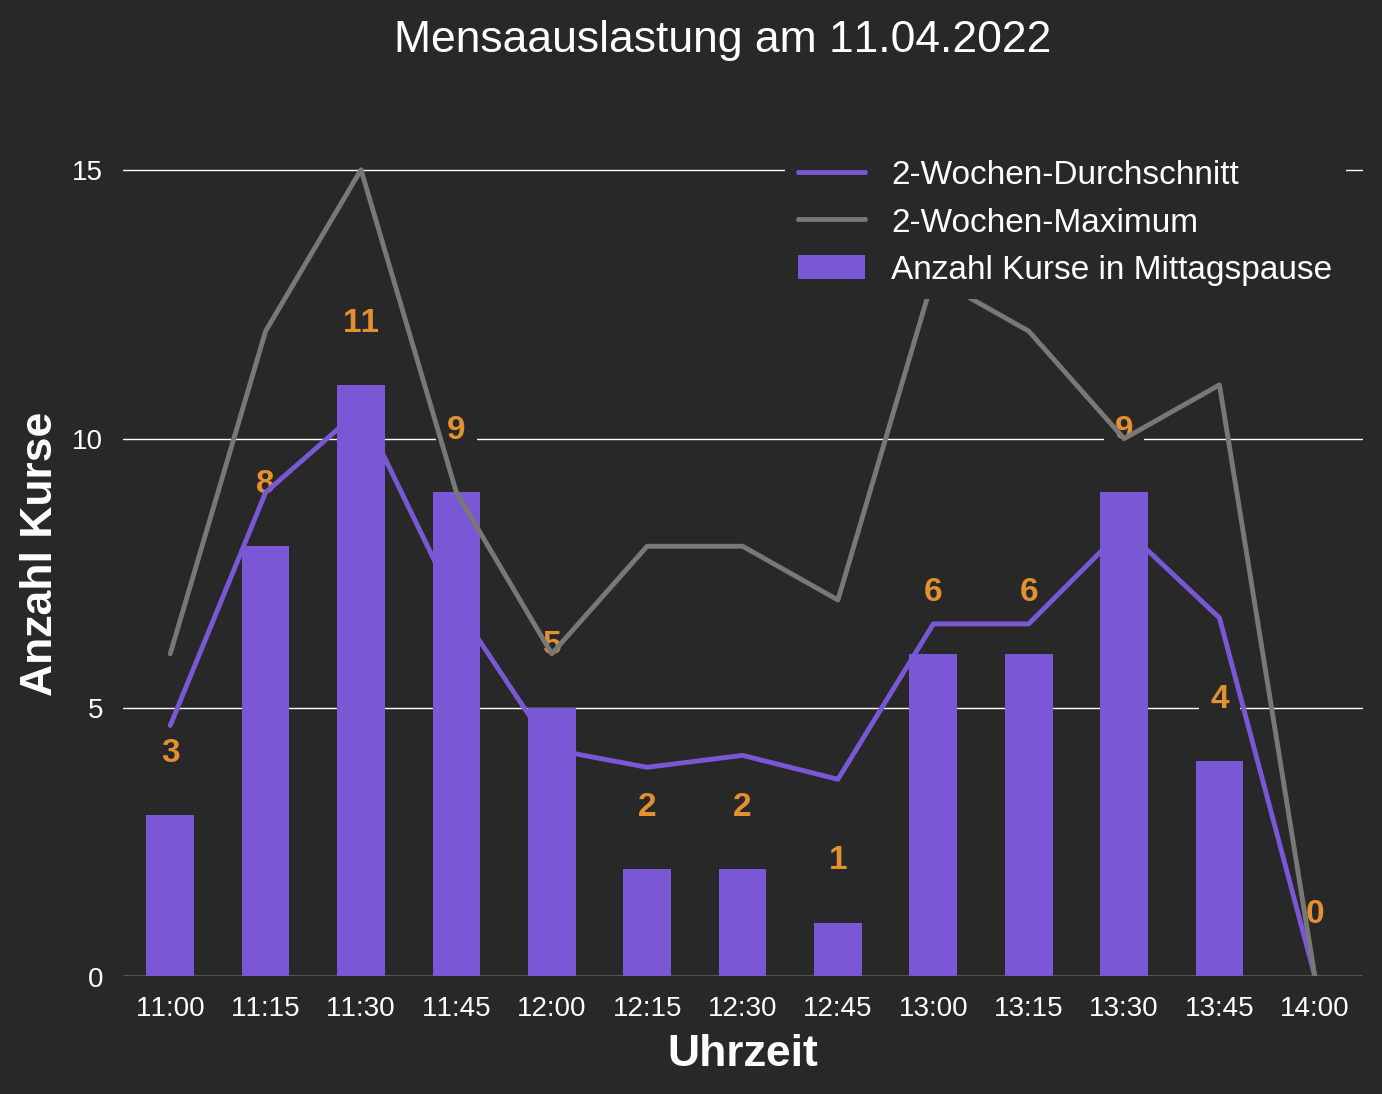 Mensaauslastung am 11.04.2022
2-Wochen-Durchschnitt
2-Wochen-Maximum
Anzahl Kurse in Mittagspause
Anzahl Kurse
15
10
5
0
3
8
11
9
5
2
2
1
6
6
9
4
0
11:00 11:15 11:30 11:45 12:00 12:15 12:30 12:45 13:00 13:15 13:30 13:45 14:00
Uhrzeit